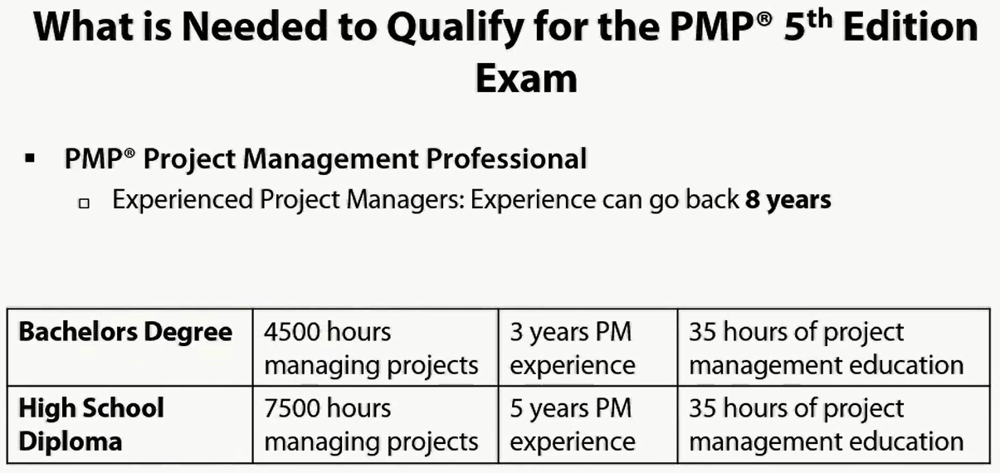 What is Needed to Qualify for the PMP® 5th Edition
Exam
▪ PMP® Project Management Professional
▫ Experienced Project Managers: Experience can go back 8 years
Bachelors Degree 4500 hours 3 years PM 35 hours of project
managing projects experience management education
High School 7500 hours 5 years PM 35 hours of project
Diploma managing projects experience management education